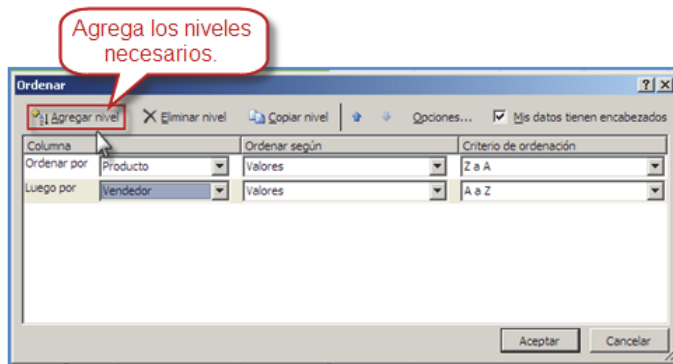 Agrega los niveles
necesarios.
Ordenar
Agregar nivel Eliminar nivel Copiar nivel Opciones... Mis datos tienen encabezados
Columna Ordenar según Criterio de ordenación
Ordenar por Producto Valores Z a A
Luego por Vendedor Valores A a Z
Aceptar Cancelar